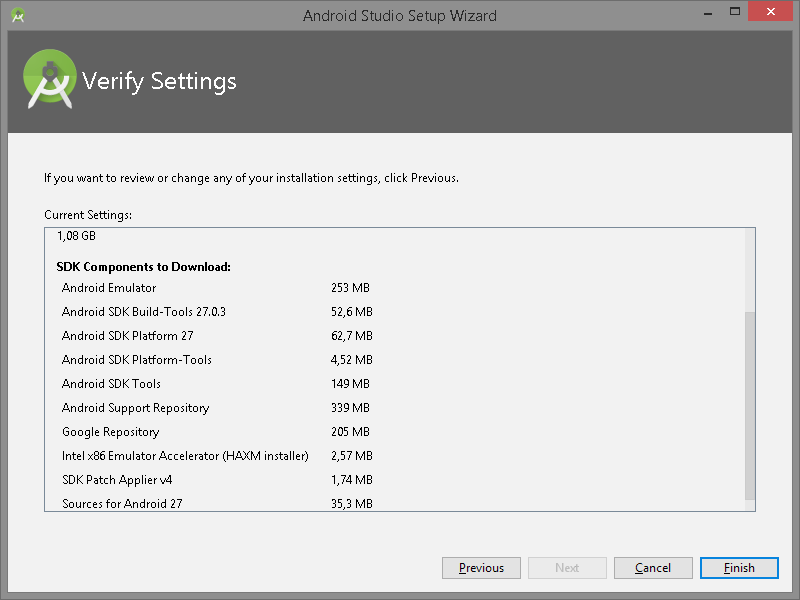 Android Studio Setup Wizard
Verify Settings
If you want to review or change any of your installation settings, click Previous.
Current Settings:
1,08 GB
SDK Components to Download:
Android Emulator 253 MB
Android SDK Build-Tools 27.0.3 52,6 MB
Android SDK Platform 27 62,7 MB
Android SDK Platform-Tools 4,52 MB
Android SDK Tools 149 MB
Android Support Repository 339 MB
Google Repository 205 MB
Intel x86 Emulator Accelerator (HAXM installer) 2,57 MB
SDK Patch Applier v4 1,74 MB
Sources for Android 27 35,3 MB
Previous Next Cancel Finish